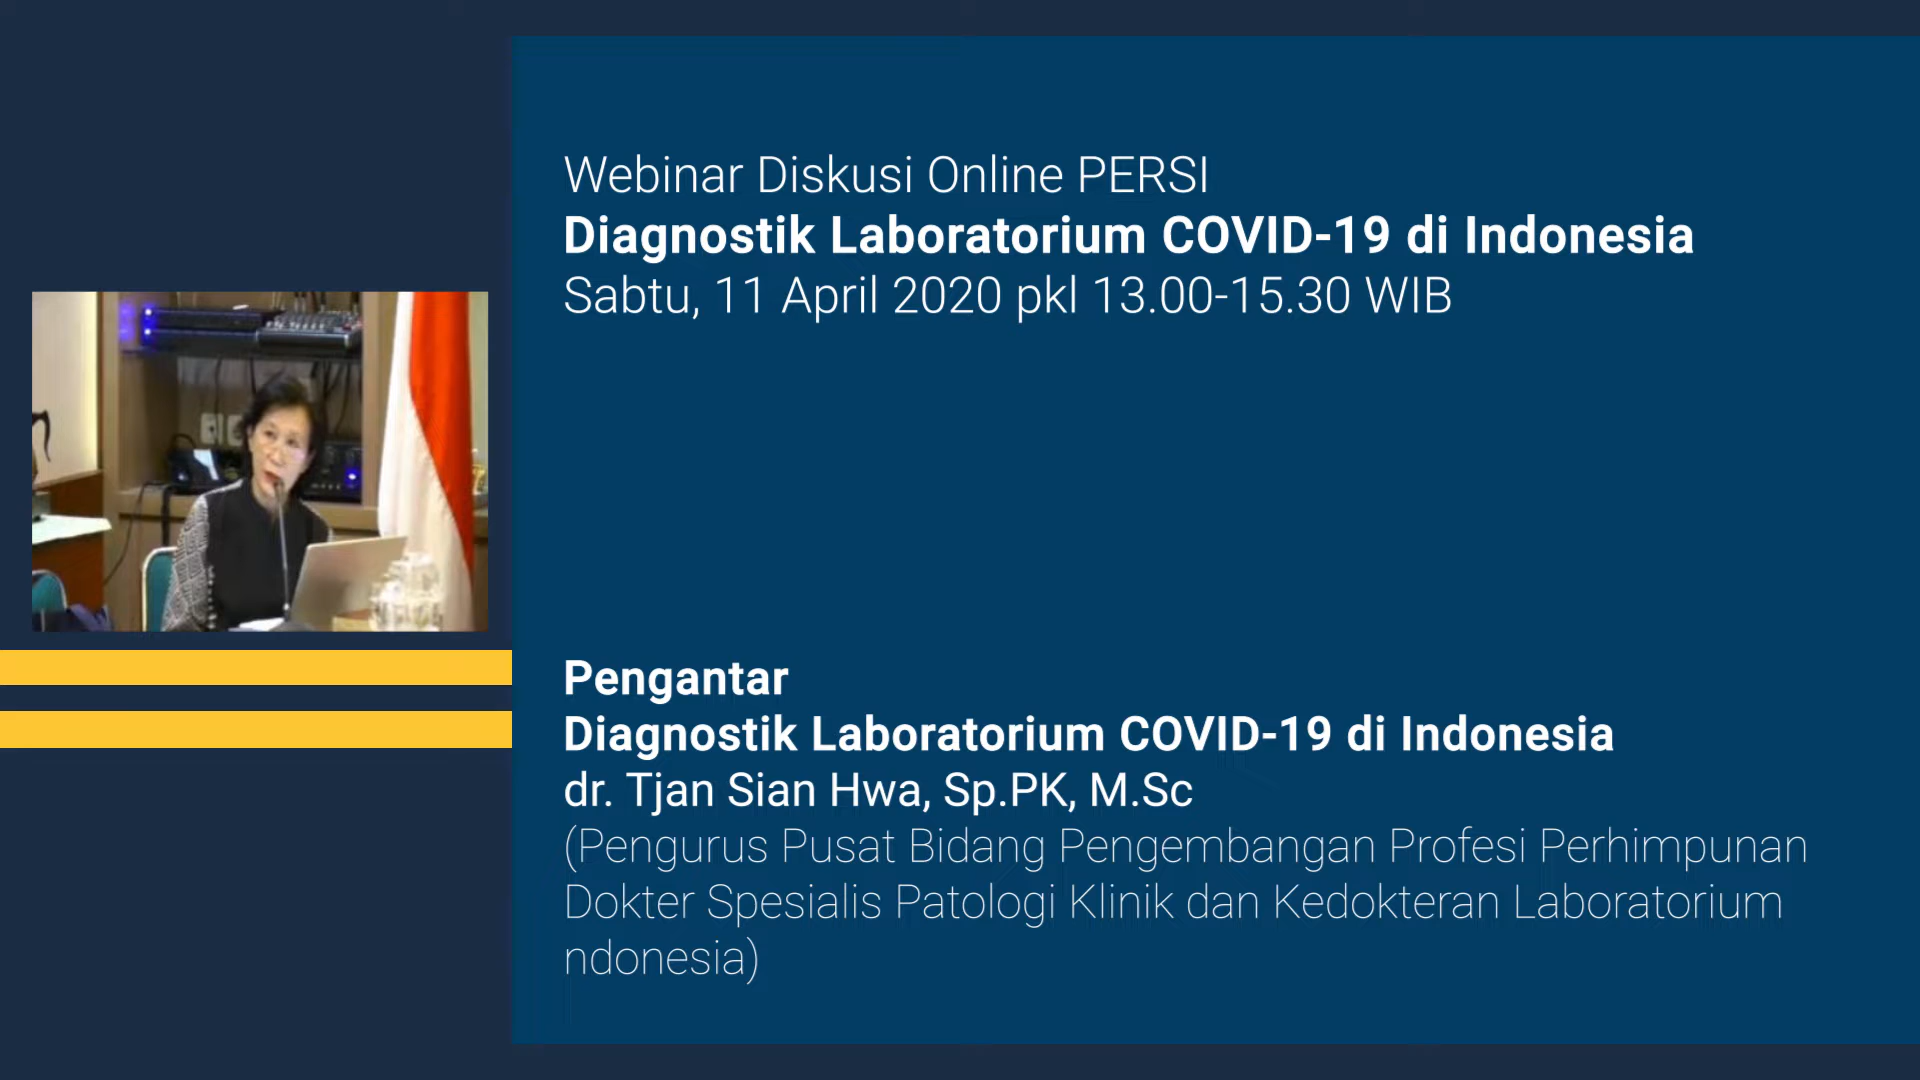 Webinar Diskusi Online PERSI
Diagnostik Laboratorium COVID-19 di Indonesia
Sabtu, 11 April 2020 pkl 13.00-15.30 WIB
Pengantar
Diagnostik Laboratorium COVID-19 di Indonesia
dr. Tjan Sian Hwa, Sp.PK, M.Sc
(Pengurus Pusat Bidang Pengembangan Profesi Perhimpunan
Dokter Spesialis Patologi Klinik dan Kedokteran Laboratorium
ndonesia)